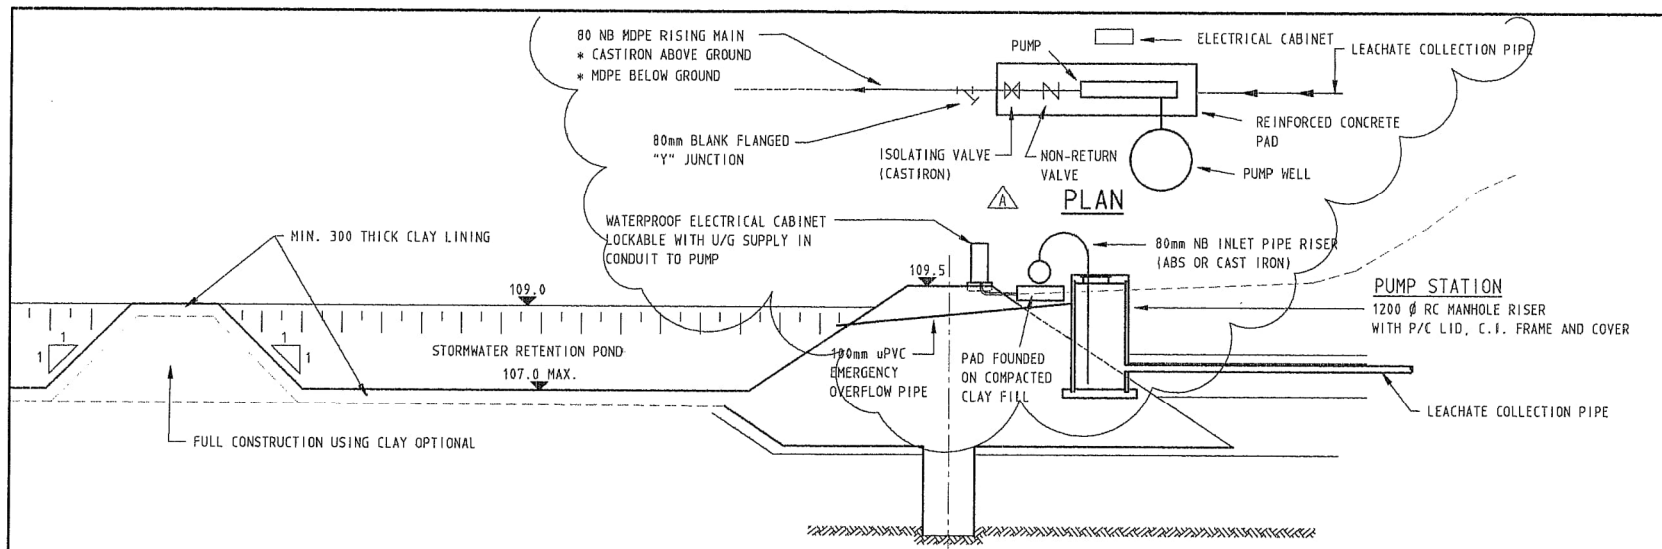 80 NB MDPE RISING MAIN
* CASTIRON ABOVE GROUND
* MDPE BELOW GROUND
PUMP
ELECTRICAL CABINET
LEACHATE COLLECTION PIPE
80mm BLANK FLANGED
"Y" JUNCTION
ISOLATING VALVE
(CASTIRON)
NON-RETURN
VALVE
REINFORCED CONCRETE
PAD
PUMP WELL
A
PLAN
MIN. 300 THICK CLAY LINING
WATERPROOF ELECTRICAL CABINET
LOCKABLE WITH U/G SUPPLY IN
CONDUIT TO PUMP
80mm NB INLET PIPE RISER
(ABS OR CAST IRON)
109.5
109.0
PUMP STATION
1200 Ø RC MANHOLE RISER
WITH P/C LID, C.I. FRAME AND COVER
1
1
1
1
STORMWATER RETENTION POND
107.0 MAX.
100mm uPVC
EMERGENCY
OVERFLOW PIPE
PAD FOUNDED
ON COMPACTED
CLAY FILL
LEACHATE COLLECTION PIPE
FULL CONSTRUCTION USING CLAY OPTIONAL